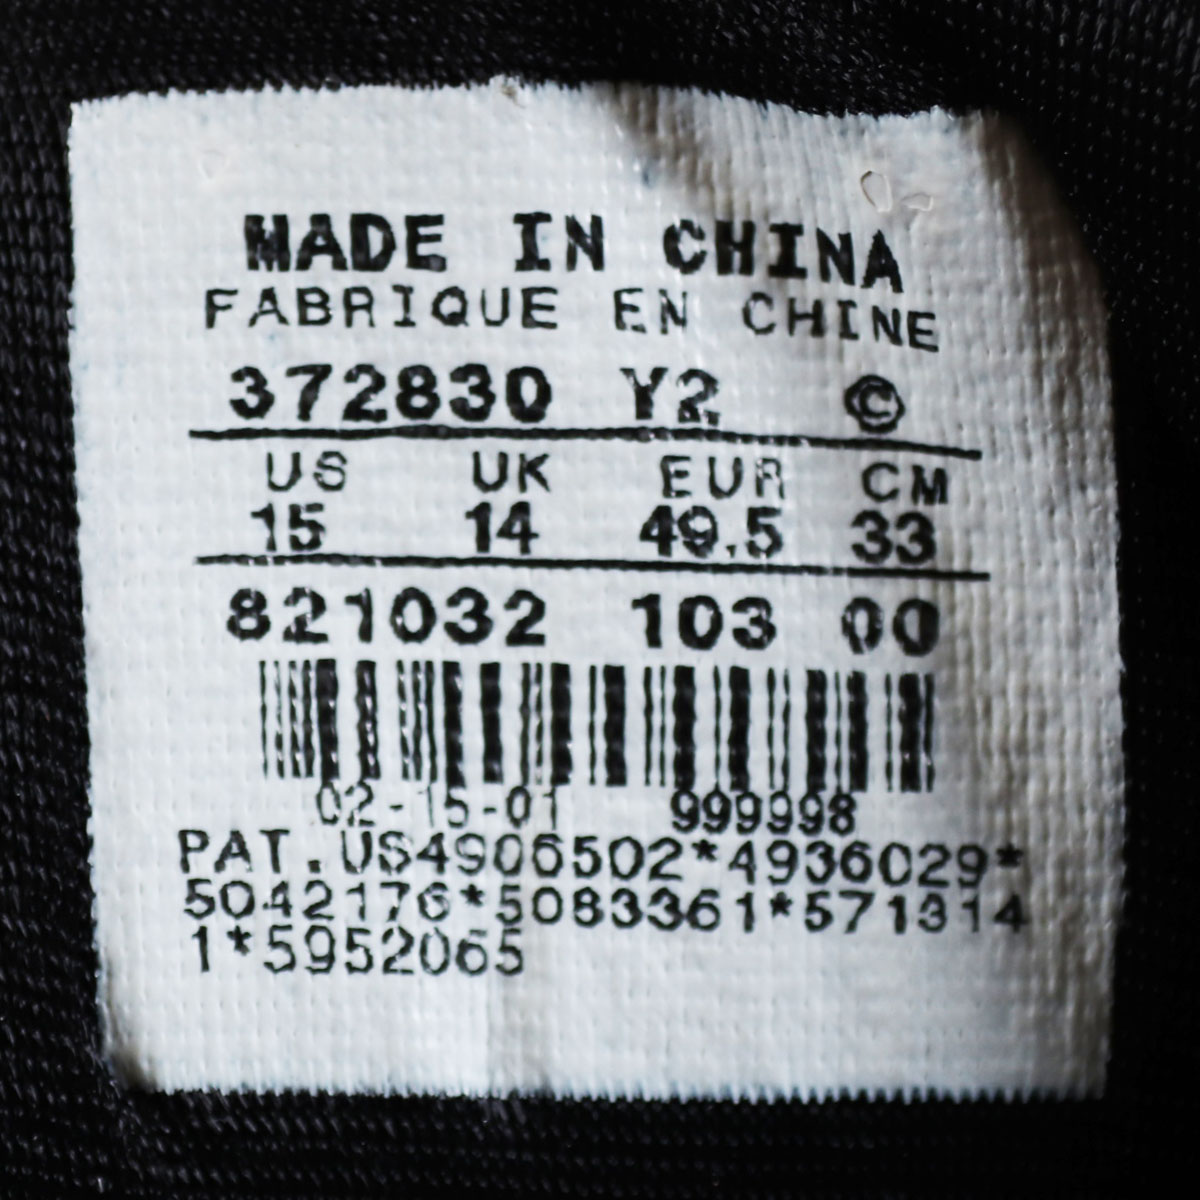 MADE IN CHINA
FABRIQUE EN CHINE
372830 Y2 ©
US UK EUR CM
15 14 49.5 33
821032 103 00
02-15-01 999998
PAT.US4906502*4936029*
5042176*5083361*571314
1*5952065